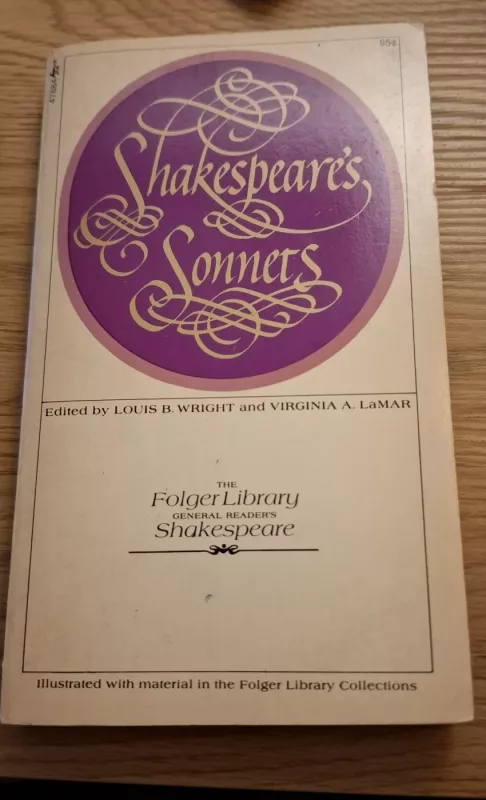 95¢
Shakespeare's
Sonnets
Edited by LOUIS B. WRIGHT and VIRGINIA A. LaMAR
THE
Folger Library
GENERAL READER'S
Shakespeare
Illustrated with material in the Folger Library Collections